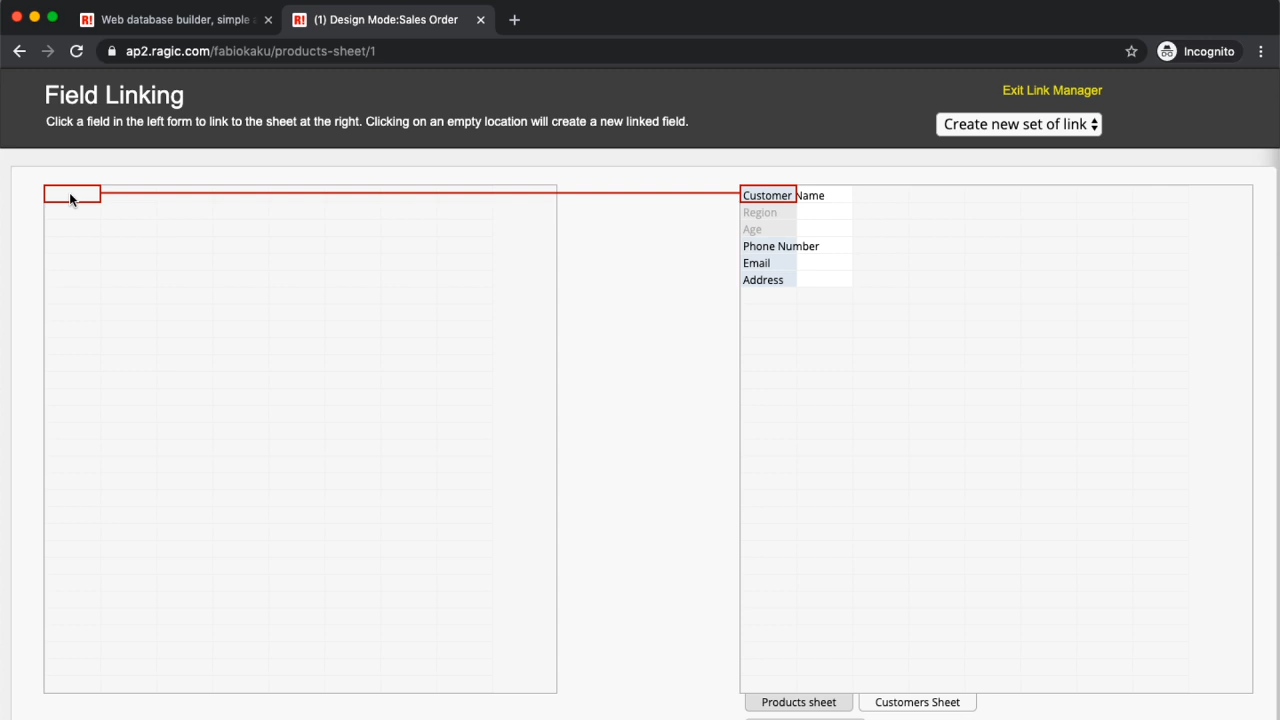 R! Web database builder, simple a
R! (1) Design Mode:Sales Order
ap2.ragic.com/fabiokaku/products-sheet/1
Incognito
Field Linking
Exit Link Manager
Click a field in the left form to link to the sheet at the right. Clicking on an empty location will create a new linked field.
Create new set of link
Customer Name
Region
Age
Phone Number
Email
Address
Products sheet
Customers Sheet